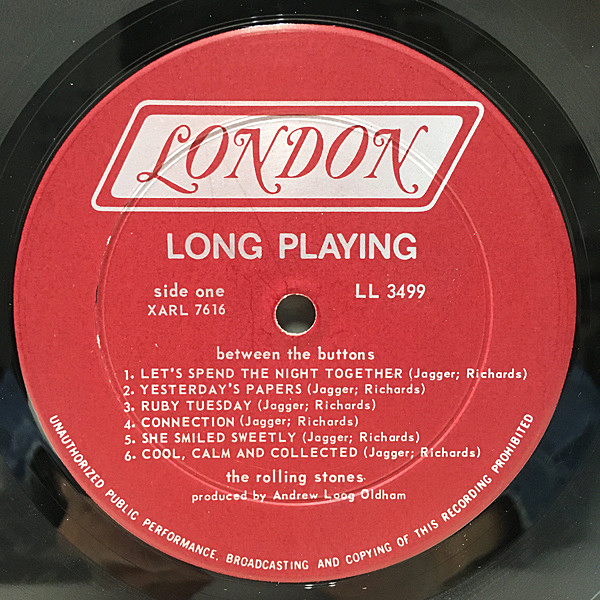 LONDON
LONG PLAYING
side one LL 3499
XARL 7616
between the buttons
1. LET'S SPEND THE NIGHT TOGETHER (Jagger; Richards)
2. YESTERDAY'S PAPERS (Jagger; Richards)
3. RUBY TUESDAY (Jagger; Richards)
4. CONNECTION (Jagger; Richards)
5. SHE SMILED SWEETLY (Jagger; Richards)
6. COOL, CALM AND COLLECTED (Jagger; Richards)
the rolling stones
produced by Andrew Loog Oldham
UNAUTHORIZED PUBLIC PERFORMANCE, BROADCASTING AND COPYING OF THIS RECORDING PROHIBITED